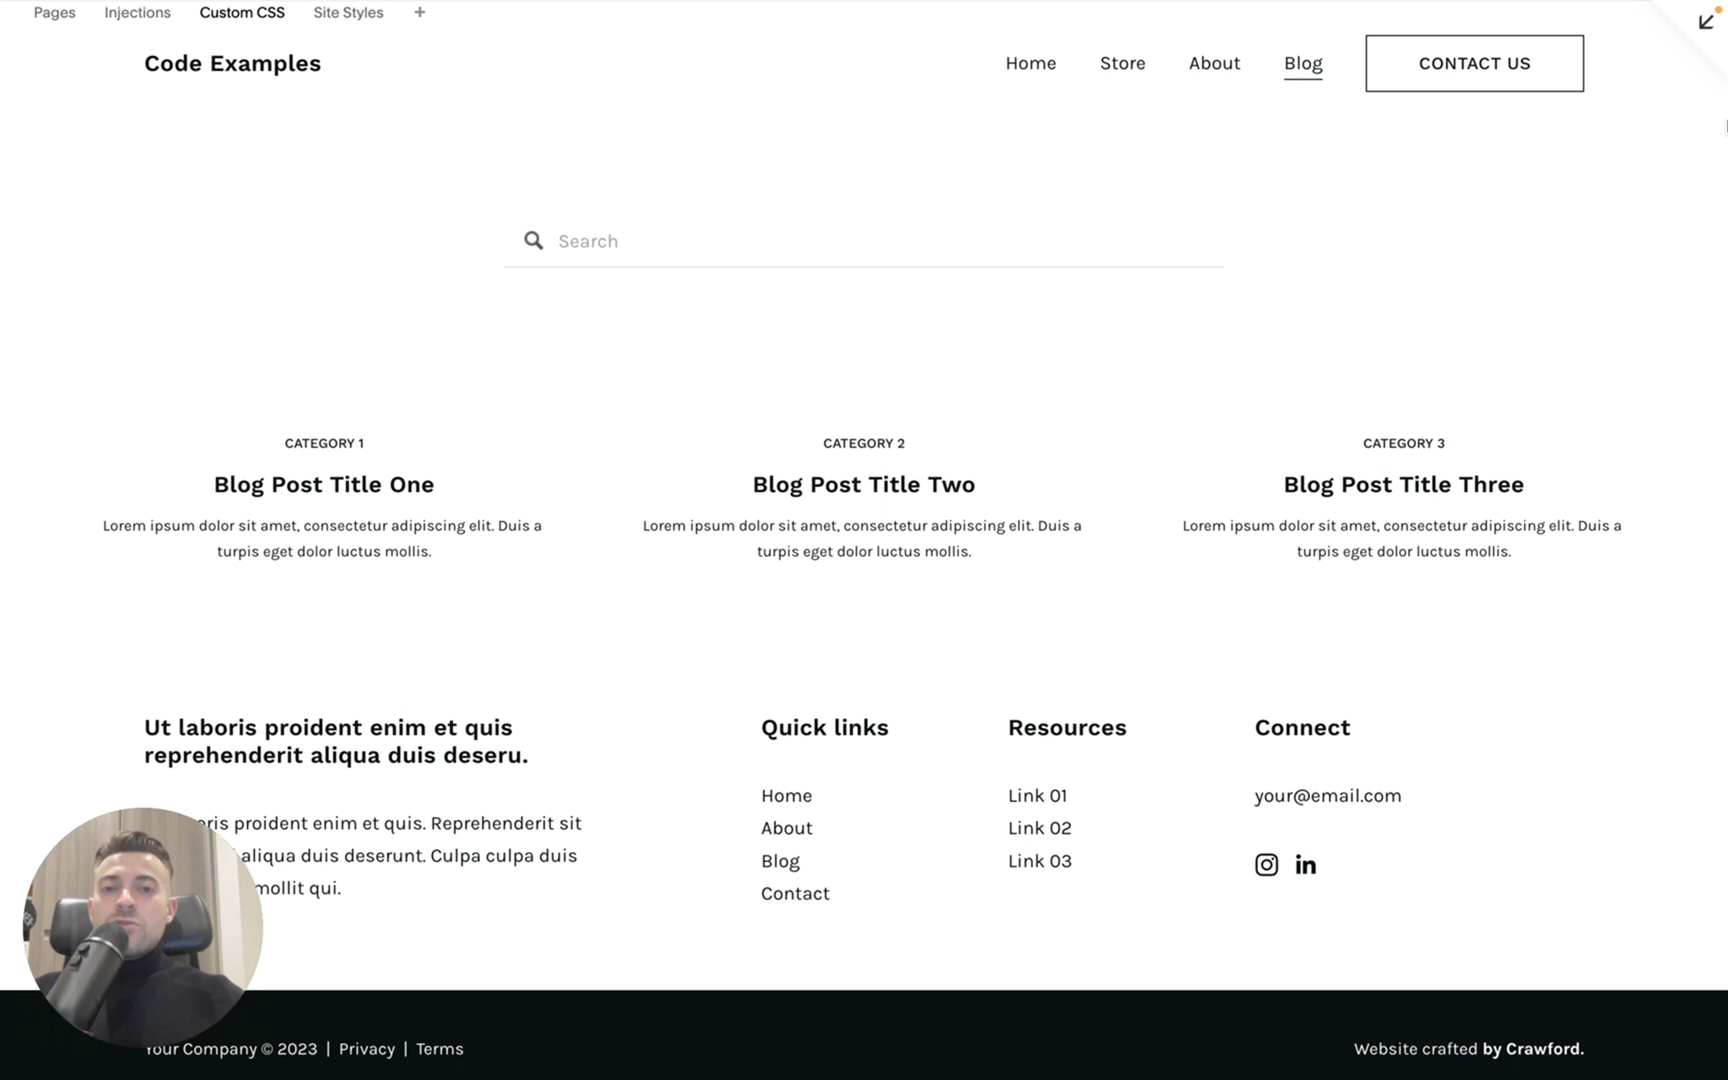 Pages Injections Custom CSS Site Styles +
Code Examples
Home Store About Blog CONTACT US
Search
CATEGORY 1
Blog Post Title One
Lorem ipsum dolor sit amet, consectetur adipiscing elit. Duis a
turpis eget dolor luctus mollis.
CATEGORY 2
Blog Post Title Two
Lorem ipsum dolor sit amet, consectetur adipiscing elit. Duis a
turpis eget dolor luctus mollis.
CATEGORY 3
Blog Post Title Three
Lorem ipsum dolor sit amet, consectetur adipiscing elit. Duis a
turpis eget dolor luctus mollis.
Ut laboris proident enim et quis
reprehenderit aliqua duis deseru.
proident enim et quis. Reprehenderit sit
aliqua duis deserunt. Culpa culpa duis
mollit qui.
Quick links
Home
About
Blog
Contact
Resources
Link 01
Link 02
Link 03
Connect
your@email.com
in
Your Company © 2023 | Privacy | Terms
Website crafted by Crawford.